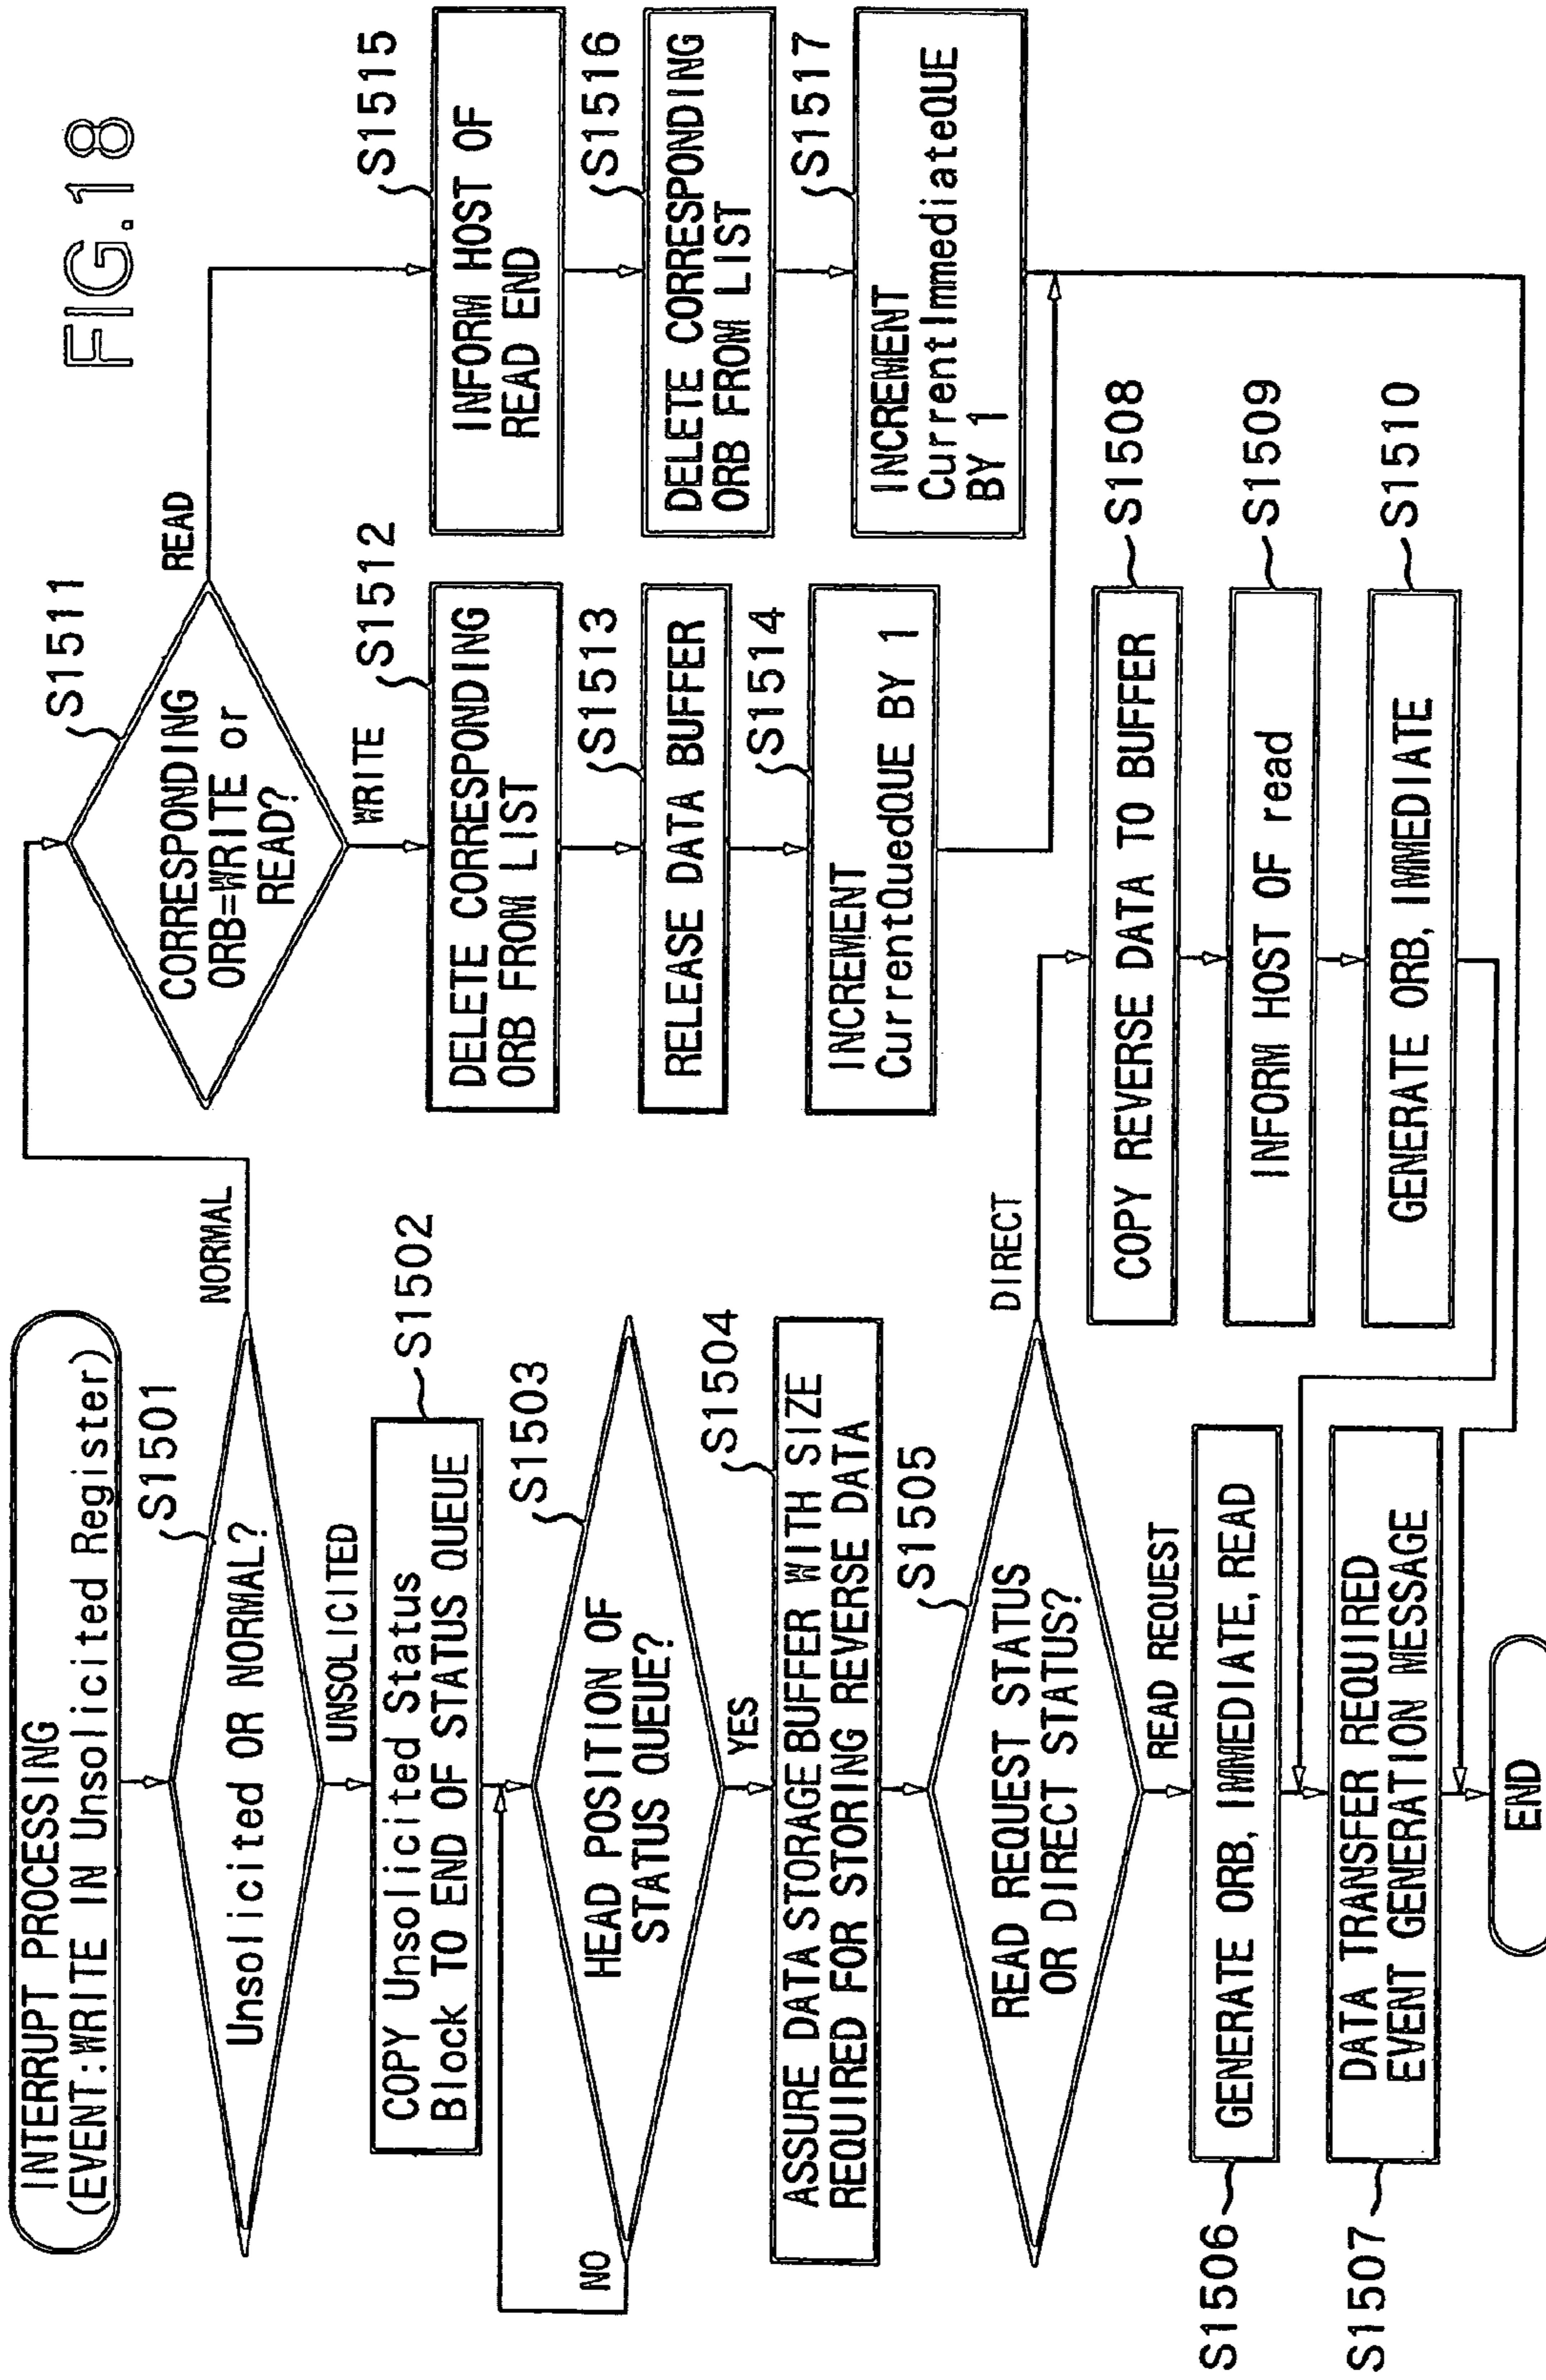 FIG.18
INTERRUPT PROCESSING
(EVENT:WRITE IN Unsolicited Register)
S1501
Unsolicited OR NORMAL?
NORMAL
UNSOLICITED
S1502
COPY Unsolicited Status
Block TO END OF STATUS QUEUE
S1503
HEAD POSITION OF
STATUS QUEUE?
NO
YES
S1504
ASSURE DATA STORAGE BUFFER WITH SIZE
REQUIRED FOR STORING REVERSE DATA
S1505
READ REQUEST STATUS
OR DIRECT STATUS?
DIRECT
READ REQUEST
S1506
GENERATE ORB, IMMEDIATE, READ
S1507
DATA TRANSFER REQUIRED
EVENT GENERATION MESSAGE
END
S1508
COPY REVERSE DATA TO BUFFER
S1509
INFORM HOST OF read
S1510
GENERATE ORB, IMMEDIATE
S1511
CORRESPONDING
ORB=WRITE or
READ?
READ
WRITE
S1512
DELETE CORRESPONDING
ORB FROM LIST
S1513
RELEASE DATA BUFFER
S1514
INCREMENT
CurrentQuedQUE BY 1
S1515
INFORM HOST OF
READ END
S1516
DELETE CORRESPONDING
ORB FROM LIST
S1517
INCREMENT
CurrentImmediateQUE
BY 1